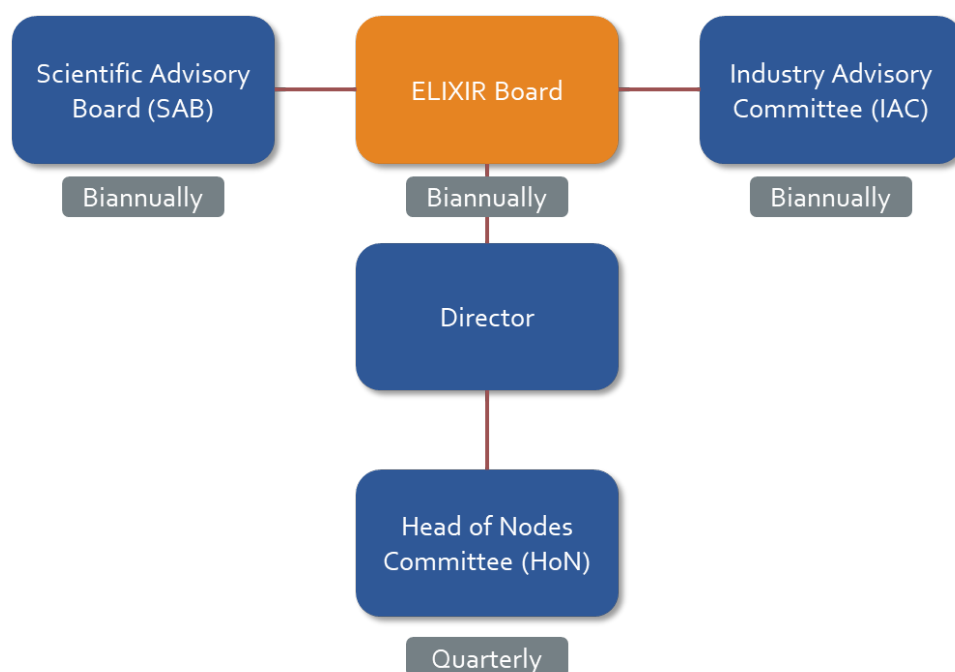 Scientific Advisory
Board (SAB)
ELIXIR Board
Industry Advisory
Committee (IAC)
Biannually
Biannually
Biannually
Director
Head of Nodes
Committee (HoN)
Quarterly